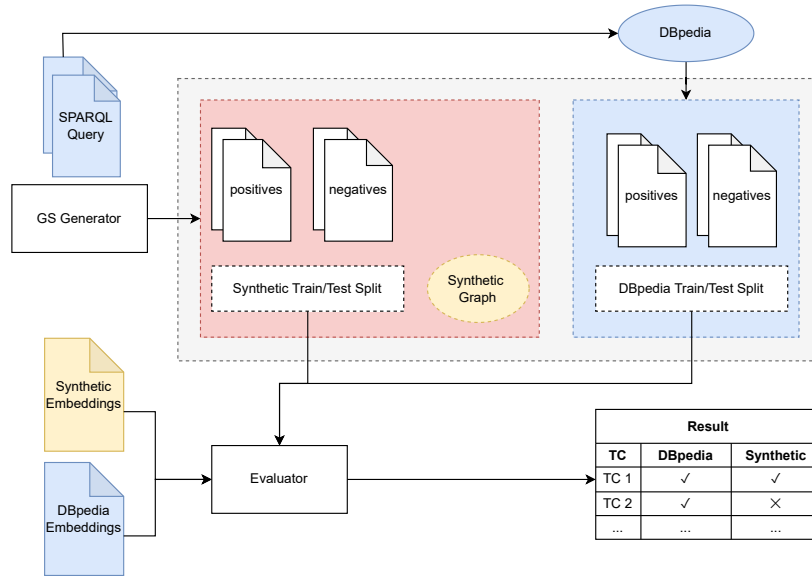 DBpedia
SPARQL
Query
positives
negatives
positives
negatives
GS Generator
Synthetic Train/Test Split
Synthetic
Graph
DBpedia Train/Test Split
Synthetic
Embeddings
DBpedia
Embeddings
Evaluator
Result
TC DBpedia Synthetic
TC 1 ✓ ✓
TC 2 ✓ ✕
... ... ...